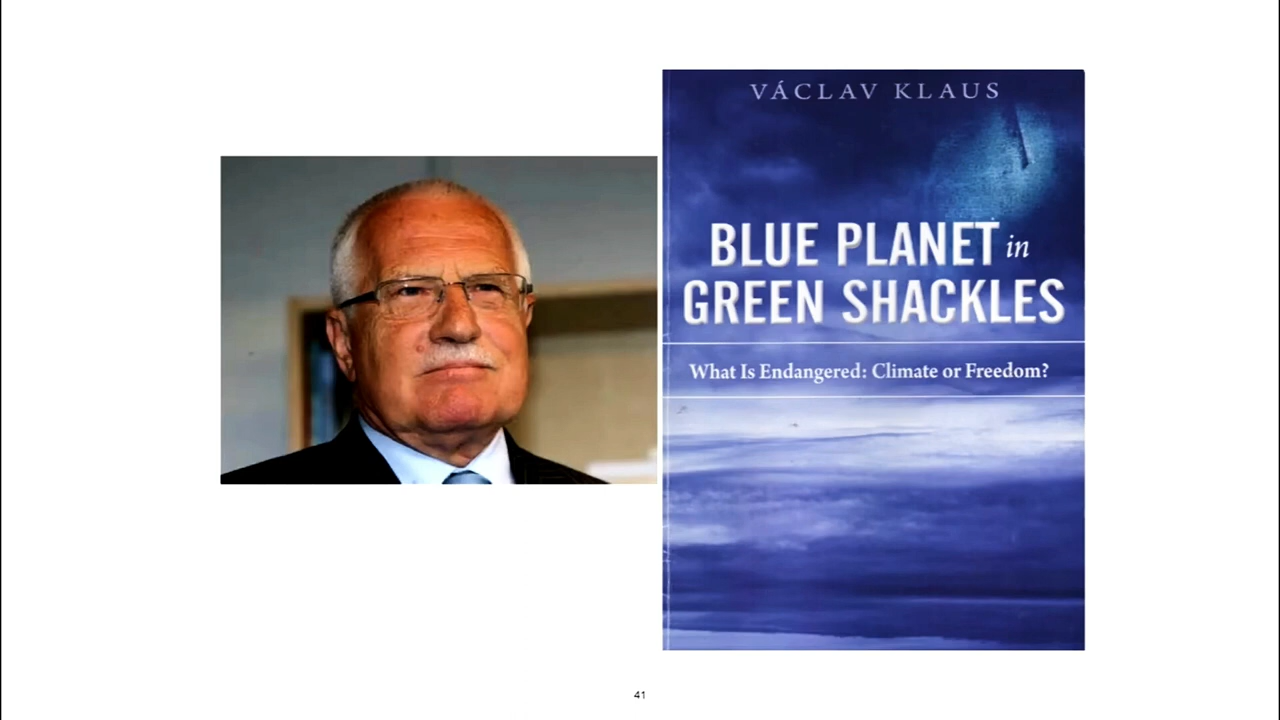 VÁCLAV KLAUS
BLUE PLANET in
GREEN SHACKLES
What Is Endangered: Climate or Freedom?
41